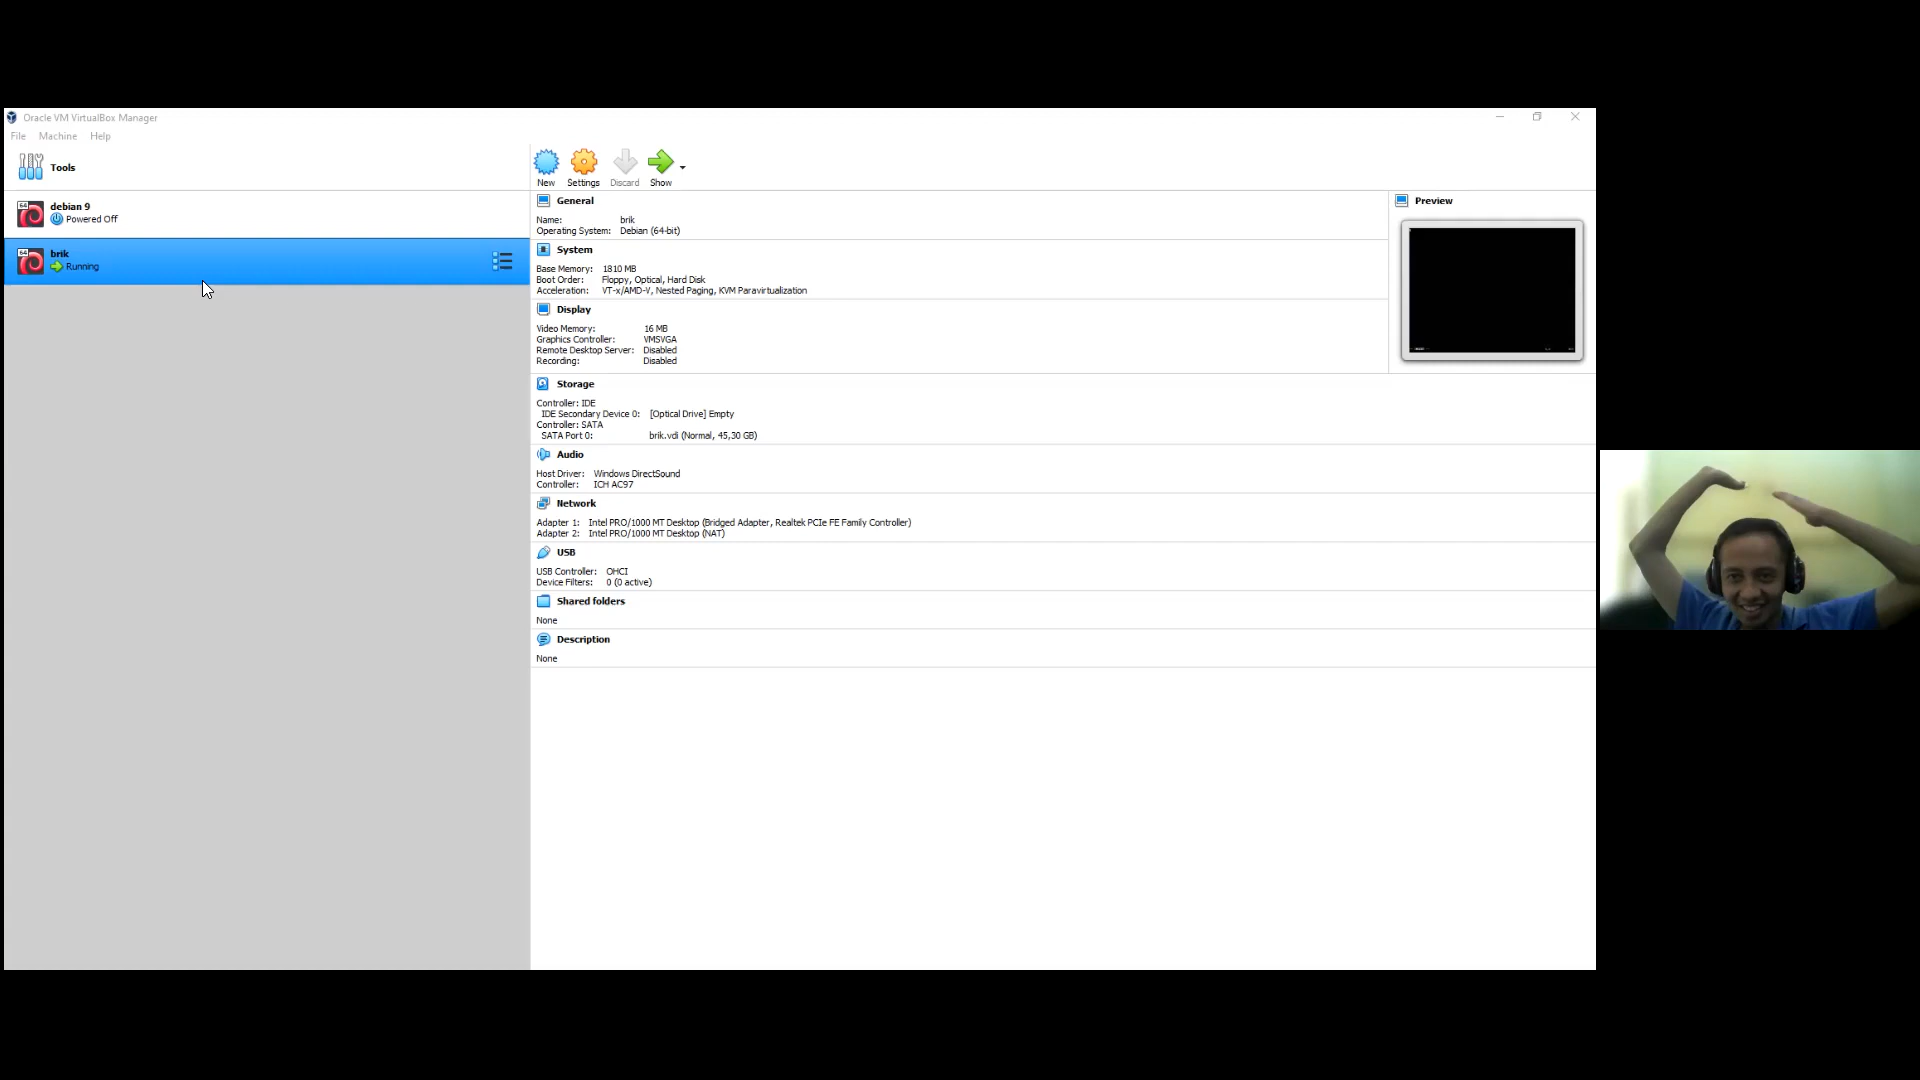 Oracle VM VirtualBox Manager
File Machine Help
Tools
New Settings Discard Show
64 debian 9
Powered Off
64 brik
Running
General
Name: brik
Operating System: Debian (64-bit)
System
Base Memory: 1810 MB
Boot Order: Floppy, Optical, Hard Disk
Acceleration: VT-x/AMD-V, Nested Paging, KVM Paravirtualization
Display
Video Memory: 16 MB
Graphics Controller: VMSVGA
Remote Desktop Server: Disabled
Recording: Disabled
Storage
Controller: IDE
IDE Secondary Device 0: [Optical Drive] Empty
Controller: SATA
SATA Port 0: brik.vdi (Normal, 45,30 GB)
Audio
Host Driver: Windows DirectSound
Controller: ICH AC97
Network
Adapter 1: Intel PRO/1000 MT Desktop (Bridged Adapter, Realtek PCIe FE Family Controller)
Adapter 2: Intel PRO/1000 MT Desktop (NAT)
USB
USB Controller: OHCI
Device Filters: 0 (0 active)
Shared folders
None
Description
None
Preview